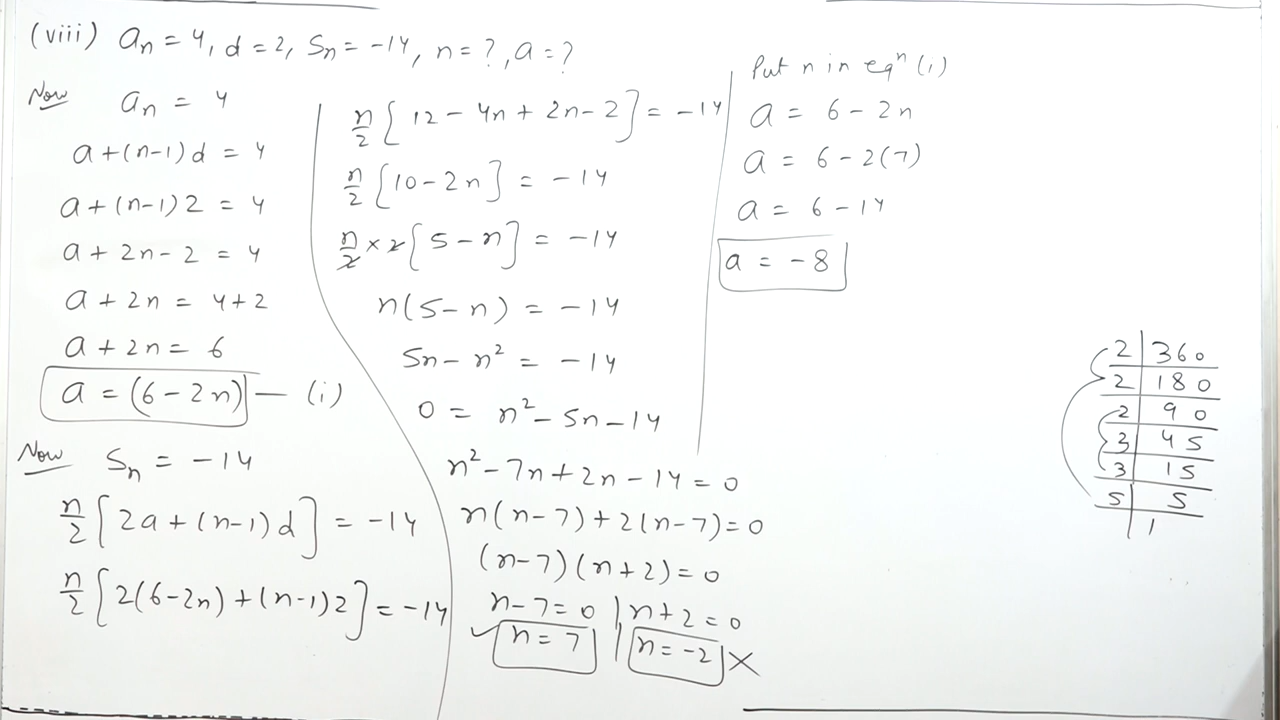 (viii) aₙ = 4, d = 2, Sₙ = -14, n = ?, a = ?
Now aₙ = 4
a + (n-1)d = 4
a + (n-1)2 = 4
a + 2n - 2 = 4
a + 2n = 4+2
a + 2n = 6
a = (6-2n) — (i)
Now Sₙ = -14
n/2 [2a + (n-1)d] = -14
n/2 [2(6-2n) + (n-1)2] = -14
n/2 [12 - 4n + 2n - 2] = -14
n/2 [10 - 2n] = -14
n/2 × 2 [5 - n] = -14
n(5-n) = -14
5n - n² = -14
0 = n² - 5n - 14
n² - 7n + 2n - 14 = 0
n(n-7) + 2(n-7) = 0
(n-7)(n+2) = 0
n-7 = 0 | n+2 = 0
✓ n = 7 | n = -2 ×
Put n in eqⁿ (i)
a = 6 - 2n
a = 6 - 2(7)
a = 6 - 14
a = -8
2 | 360
2 | 180
2 | 90
3 | 45
3 | 15
5 | 5
| 1